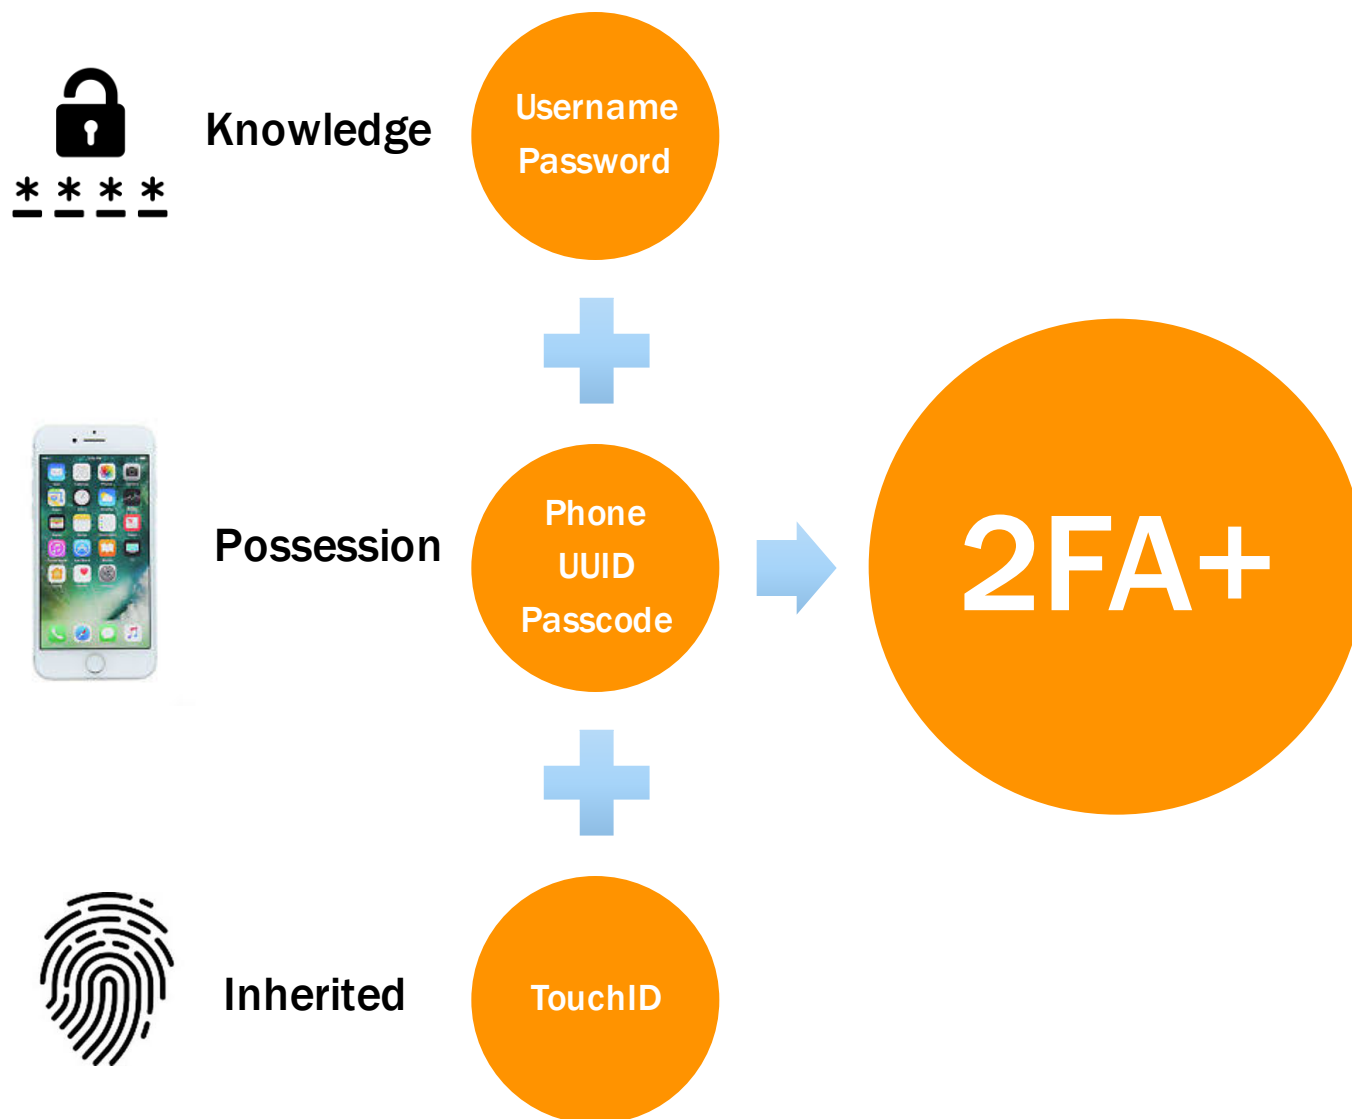 Knowledge
Username
Password
* * * *
Possession
Phone
UUID
Passcode
2FA+
Inherited
TouchID